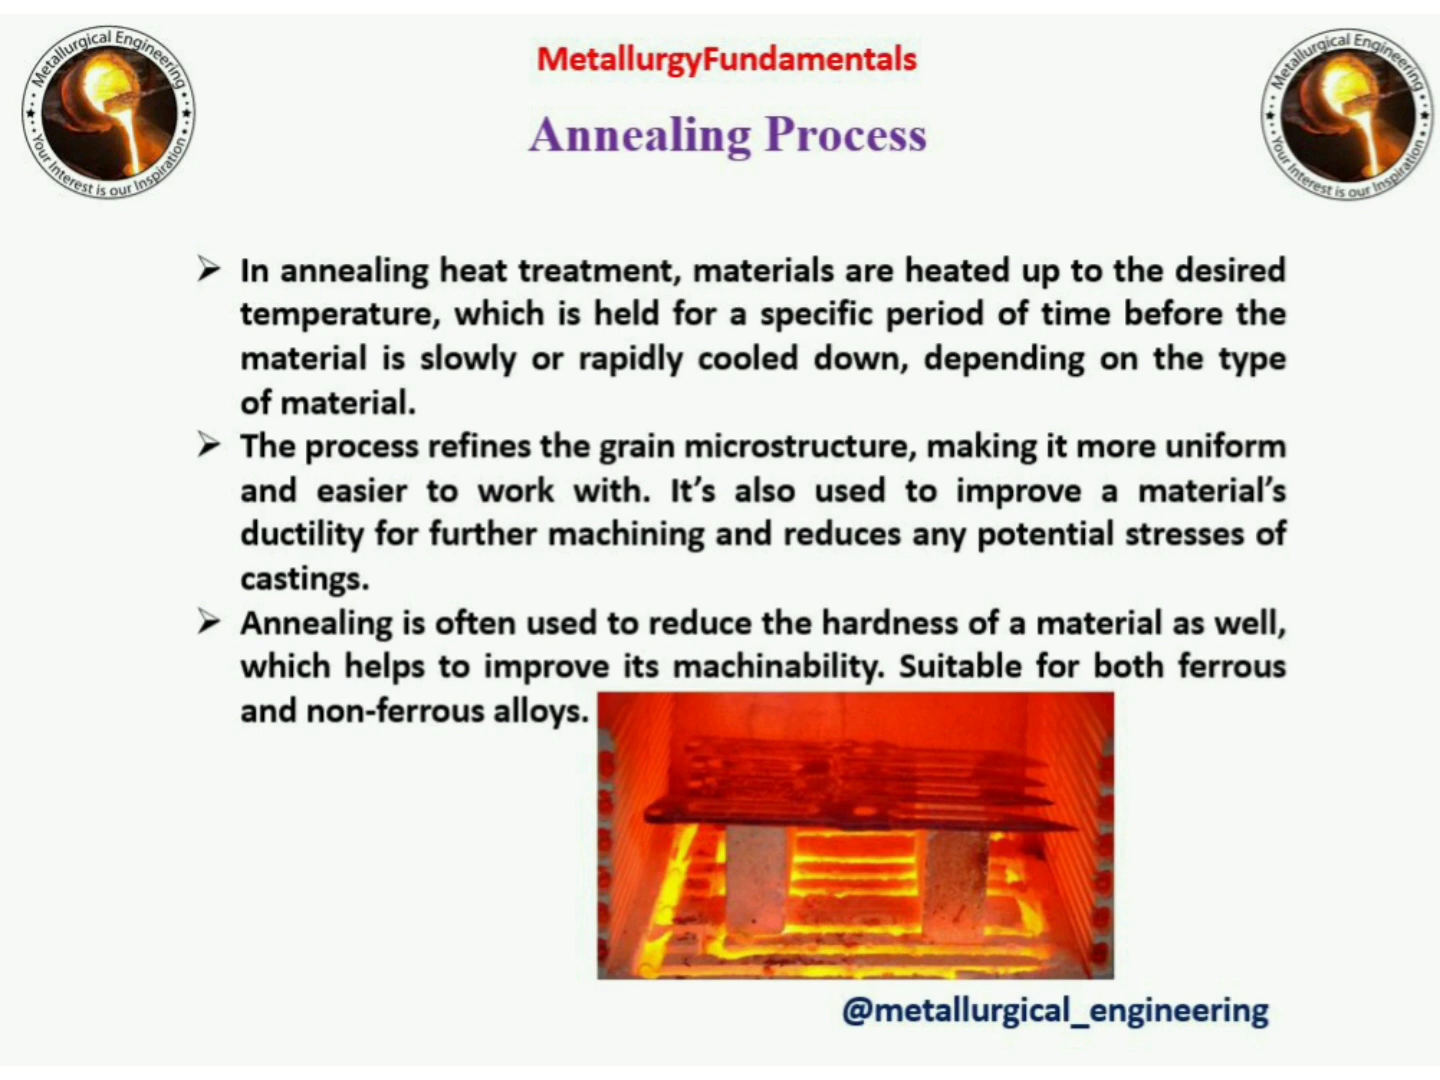 Metallurgical Engineering
Your Interest is our Inspiration
MetallurgyFundamentals
Metallurgical Engineering
Your Interest is our Inspiration
Annealing Process
➢ In annealing heat treatment, materials are heated up to the desired
temperature, which is held for a specific period of time before the
material is slowly or rapidly cooled down, depending on the type
of material.
➢ The process refines the grain microstructure, making it more uniform
and easier to work with. It’s also used to improve a material’s
ductility for further machining and reduces any potential stresses of
castings.
➢ Annealing is often used to reduce the hardness of a material as well,
which helps to improve its machinability. Suitable for both ferrous
and non-ferrous alloys.
@metallurgical_engineering